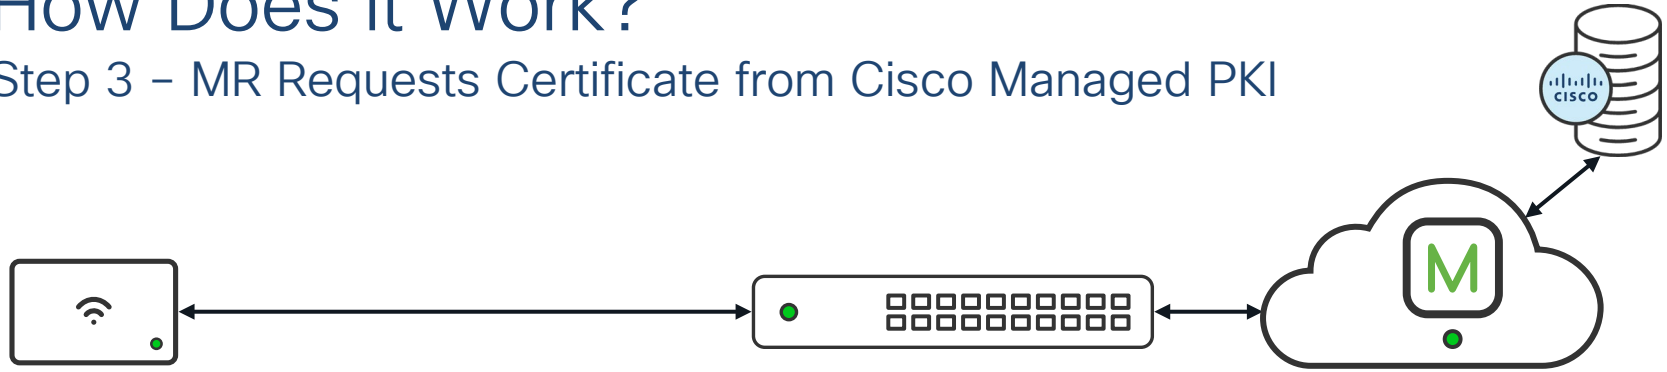 How Does it Work?
Step 3 – MR Requests Certificate from Cisco Managed PKI
CISCO
M